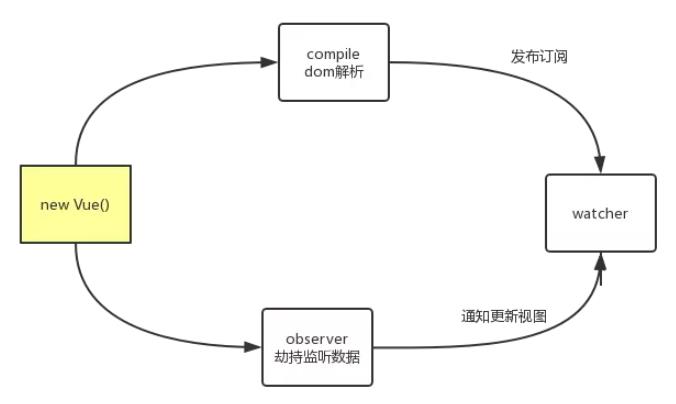 compile
dom解析
发布订阅
new Vue()
watcher
通知更新视图
observer
劫持监听数据